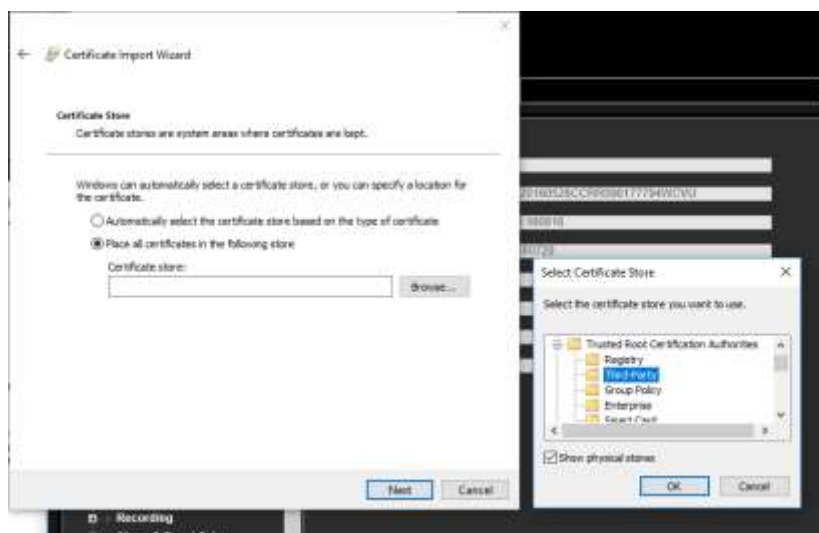 Certificate Import Wizard
Certificate Store
Certificate stores are system areas where certificates are kept.
Windows can automatically select a certificate store, or you can specify a location for
the certificate.
Automatically select the certificate store based on the type of certificate
Place all certificates in the following store
Certificate store:
Browse...
Next
Cancel
Select Certificate Store
Select the certificate store you want to use.
Trusted Root Certification Authorities
Registry
Third-Party
Group Policy
Enterprise
Smart Card
Show physical stores
OK
Cancel
Recording